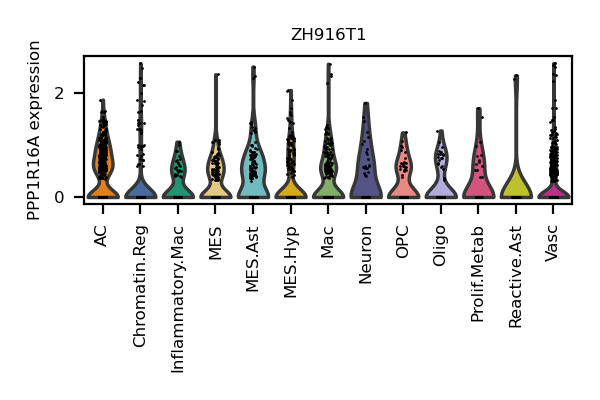 ZH916T1
PPP1R16A expression
2
0
AC
Chromatin.Reg
Inflammatory.Mac
MES
MES.Ast
MES.Hyp
Mac
Neuron
OPC
Oligo
Prolif.Metab
Reactive.Ast
Vasc